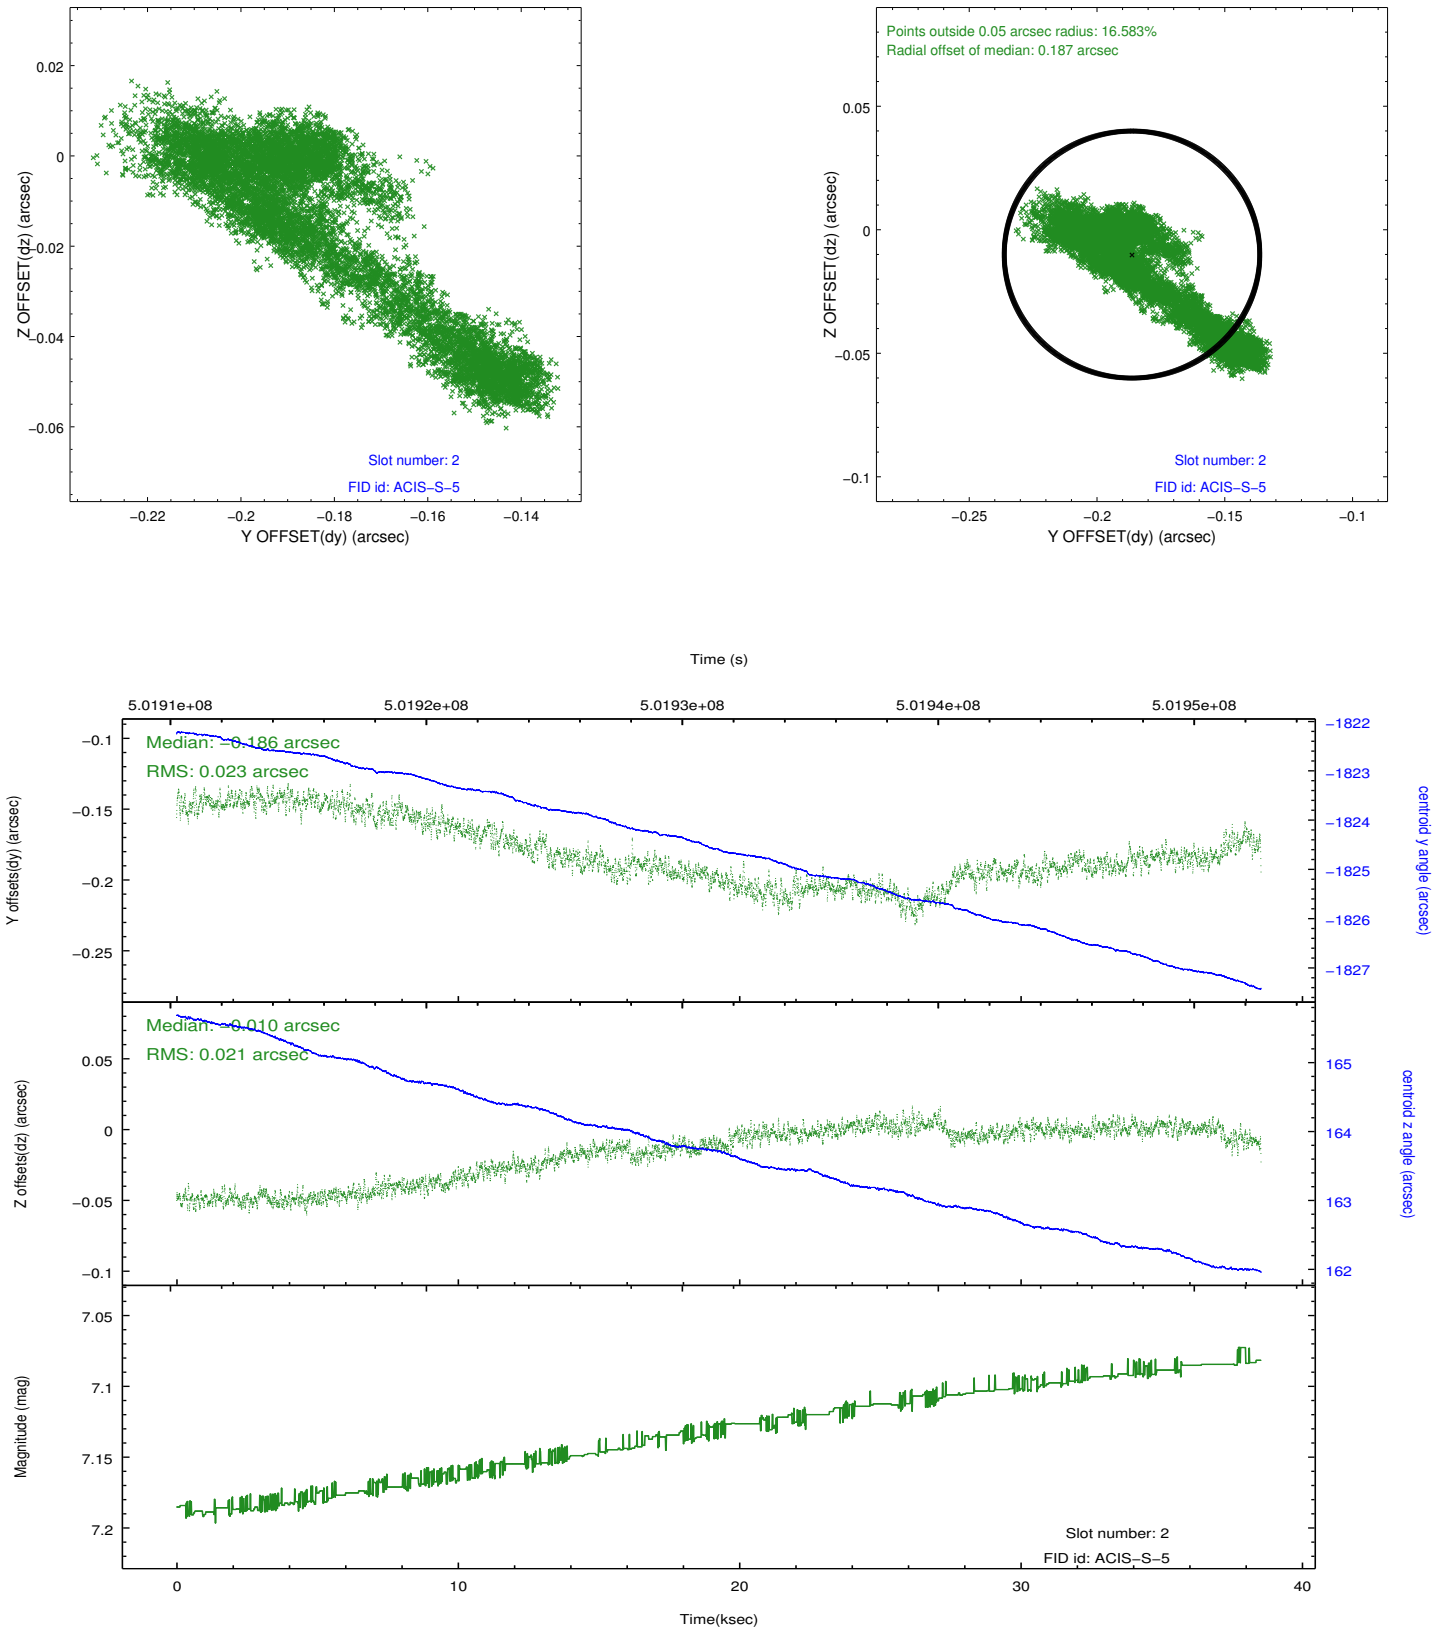 0.02
0
−0.02
−0.04
−0.06
Z OFFSET(dz) (arcsec)
Slot number: 2
FID id: ACIS−S−5
−0.22 −0.2 −0.18 −0.16 −0.14
Y OFFSET(dy) (arcsec)
Points outside 0.05 arcsec radius: 16.583%
Radial offset of median: 0.187 arcsec
0.05
0
−0.05
−0.1
Z OFFSET(dz) (arcsec)
Slot number: 2
FID id: ACIS−S−5
−0.25 −0.2 −0.15 −0.1
Y OFFSET(dy) (arcsec)
Time (s)
5.0191e+08 5.0192e+08 5.0193e+08 5.0194e+08 5.0195e+08
Median: −0.186 arcsec
RMS: 0.023 arcsec
−0.1
−0.15
−0.2
−0.25
Y offsets(dy) (arcsec)
−1822
−1823
−1824
−1825
−1826
−1827
centroid y angle (arcsec)
Median: −0.010 arcsec
RMS: 0.021 arcsec
0.05
0
−0.05
−0.1
Z offsets(dz) (arcsec)
165
164
163
162
centroid z angle (arcsec)
7.05
7.1
7.15
7.2
Magnitude (mag)
Slot number: 2
FID id: ACIS−S−5
0 10 20 30 40
Time(ksec)